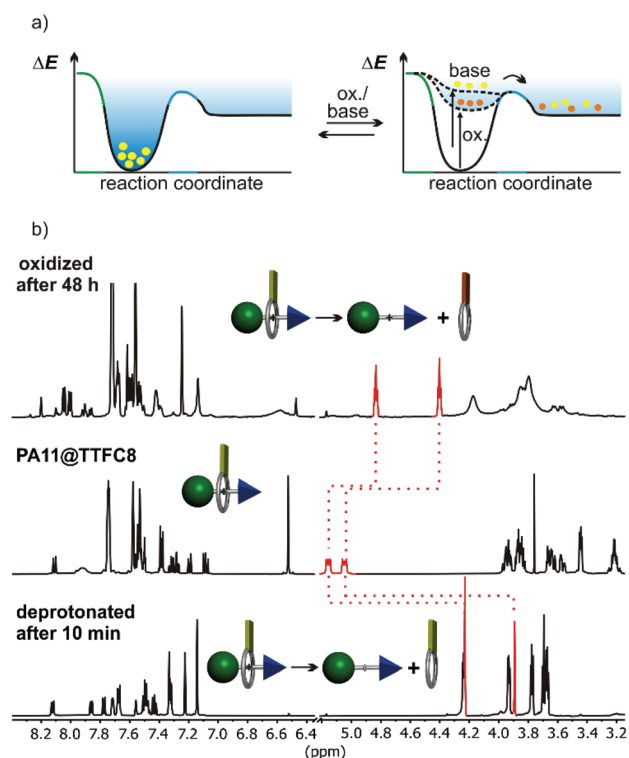 a)
ΔE
ΔE
base
ox./
base
ox.
reaction coordinate
reaction coordinate
b)
oxidized
after 48 h
+
PA11@TTFC8
deprotonated
after 10 min
+
8.2 8.0 7.8 7.6 7.4 7.2 7.0 6.8 6.6 6.4 5.0 4.8 4.6 4.4 4.2 4.0 3.8 3.6 3.4 3.2
(ppm)